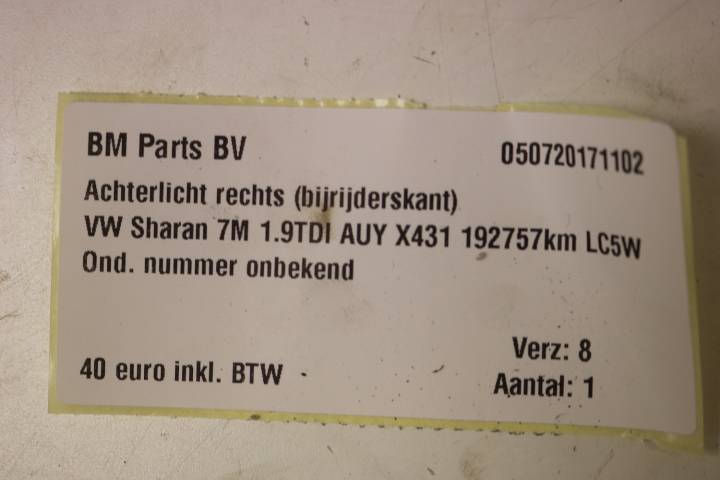 BM Parts BV 050720171102
Achterlicht rechts (bijrijderskant)
VW Sharan 7M 1.9TDI AUY X431 192757km LC5W
Ond. nummer onbekend
Verz: 8
40 euro inkl. BTW
Aantal: 1